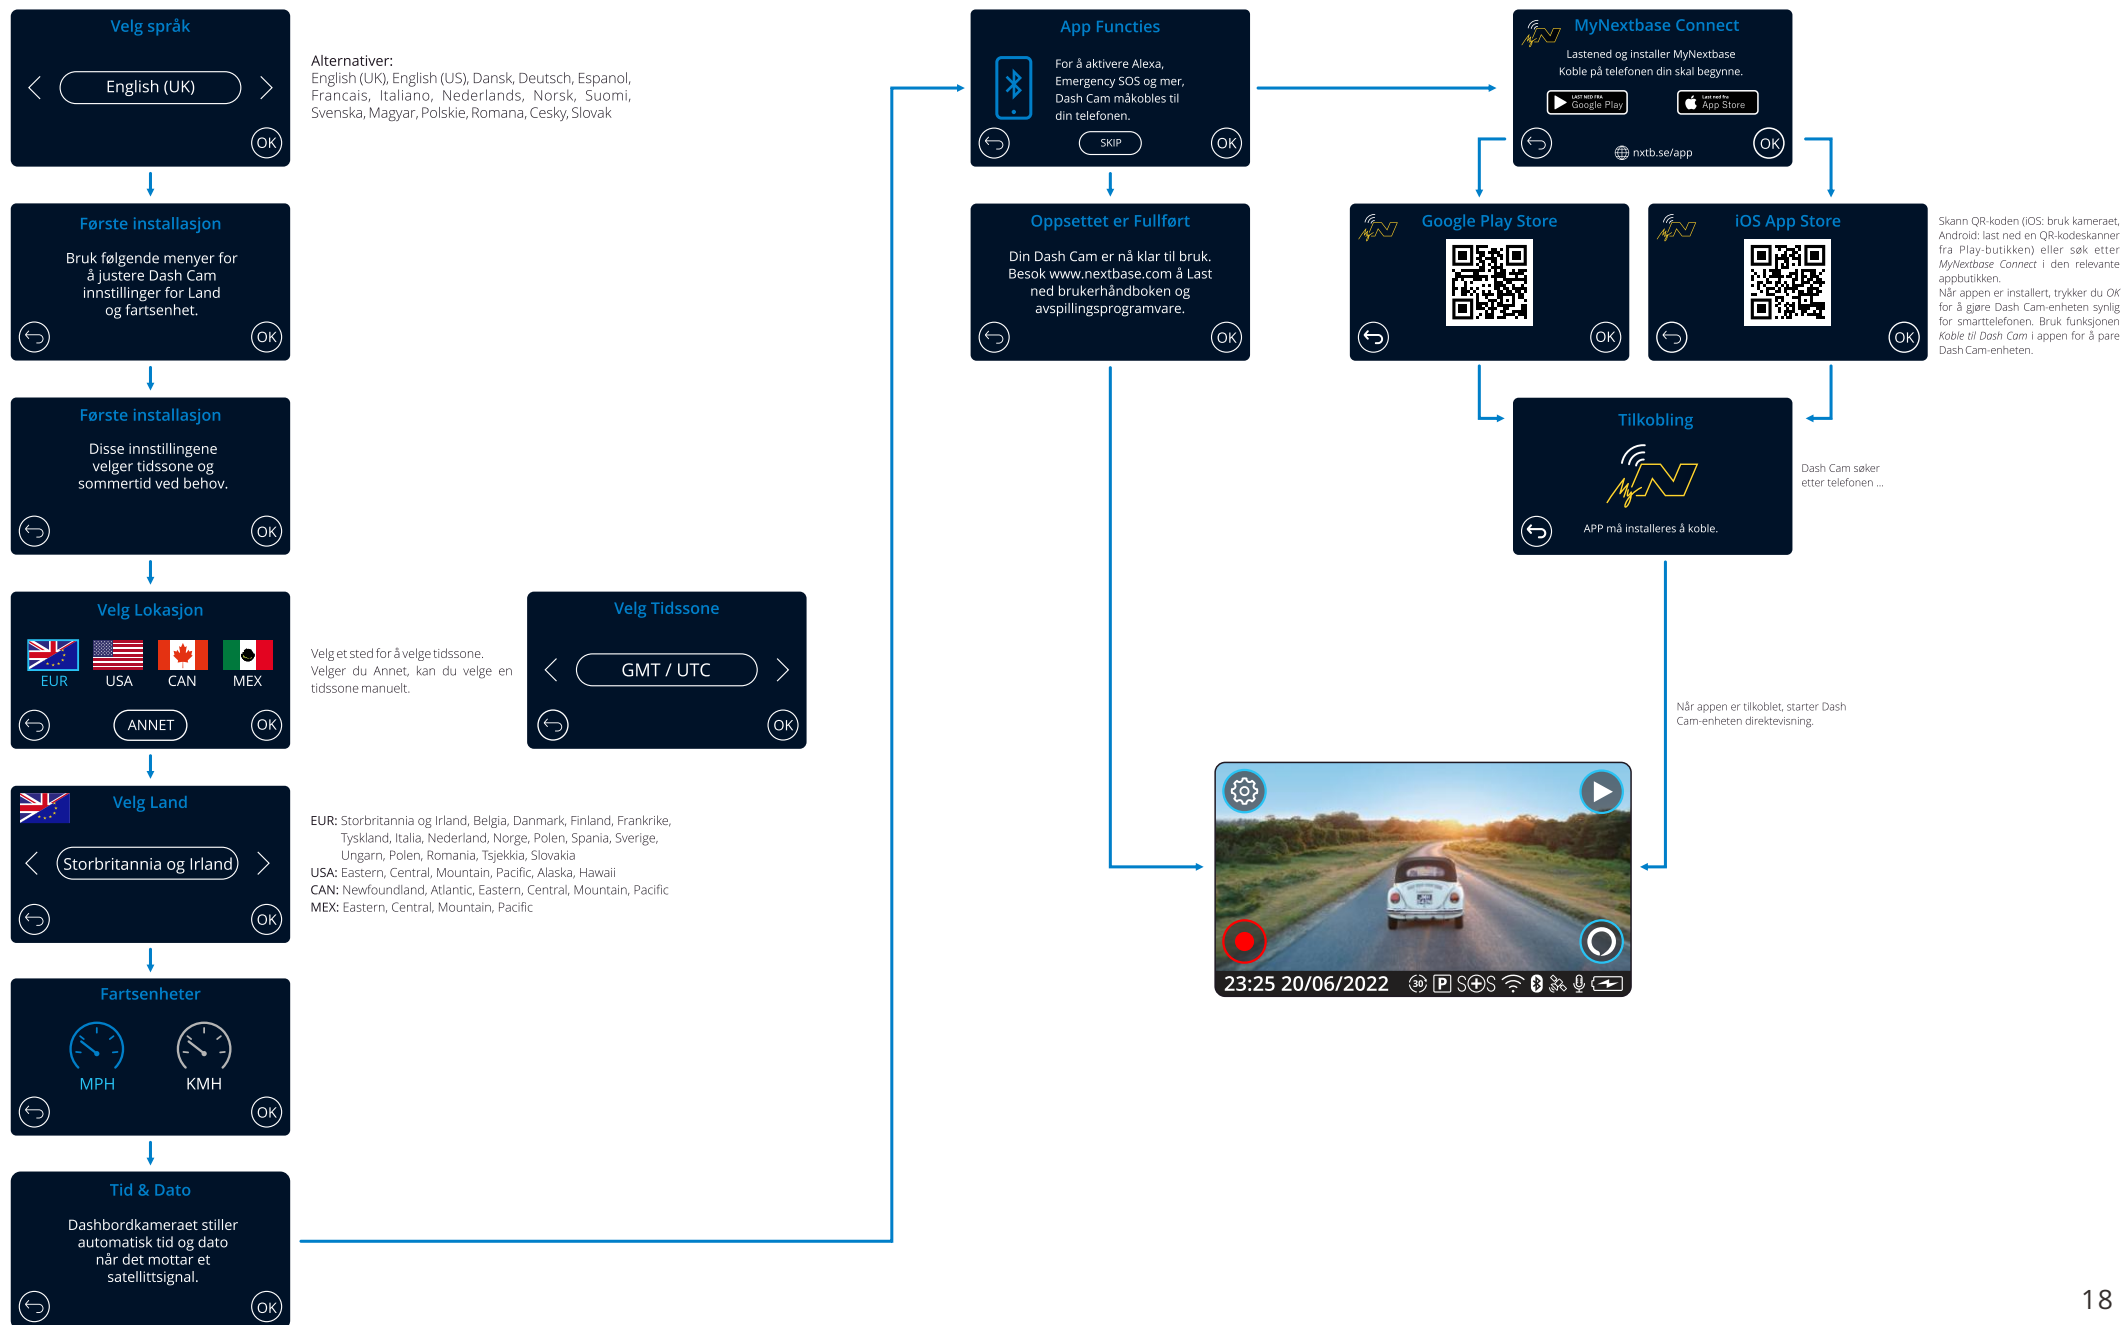 Velg språk
English (UK)
OK
Alternativer:
English (UK), English (US), Dansk, Deutsch, Espanol,
Francais, Italiano, Nederlands, Norsk, Suomi,
Svenska, Magyar, Polskie, Romana, Cesky, Slovak
Første installasjon
Bruk følgende menyer for
å justere Dash Cam
innstillinger for Land
og fartsenhet.
OK
Første installasjon
Disse innstillingene
velger tidssone og
sommertid ved behov.
OK
Velg Lokasjon
EUR USA CAN MEX
ANNET
OK
Velg et sted for å velge tidssone.
Velger du Annet, kan du velge en
tidssone manuelt.
Velg Tidssone
GMT / UTC
OK
Velg Land
Storbritannia og Irland
OK
EUR: Storbritannia og Irland, Belgia, Danmark, Finland, Frankrike,
Tyskland, Italia, Nederland, Norge, Polen, Spania, Sverige,
Ungarn, Polen, Romania, Tsjekkia, Slovakia
USA: Eastern, Central, Mountain, Pacific, Alaska, Hawaii
CAN: Newfoundland, Atlantic, Eastern, Central, Mountain, Pacific
MEX: Eastern, Central, Mountain, Pacific
Fartsenheter
MPH KMH
OK
Tid & Dato
Dashbordkameraet stiller
automatisk tid og dato
når det mottar et
satellittsignal.
OK
App Functies
For å aktivere Alexa,
Emergency SOS og mer,
Dash Cam måkobles til
din telefonen.
SKIP
OK
Oppsettet er Fullført
Din Dash Cam er nå klar til bruk.
Besok www.nextbase.com å Last
ned brukerhåndboken og
avspillingsprogramvare.
OK
My N
MyNextbase Connect
Lastened og installer MyNextbase
Koble på telefonen din skal begynne.
LAST NED FRA
Google Play
Last ned fra
App Store
nxtb.se/app
OK
My N
Google Play Store
OK
My N
iOS App Store
OK
Skann QR-koden (iOS: bruk kameraet,
Android: last ned en QR-kodeskanner
fra Play-butikken) eller søk etter
MyNextbase Connect i den relevante
appbutikken.
Når appen er installert, trykker du OK
for å gjøre Dash Cam-enheten synlig
for smarttelefonen. Bruk funksjonen
Koble til Dash Cam i appen for å pare
Dash Cam-enheten.
Tilkobling
My N
APP må installeres å koble.
Dash Cam søker
etter telefonen ...
Når appen er tilkoblet, starter Dash
Cam-enheten direktevisning.
23:25 20/06/2022 30 P SOS
18